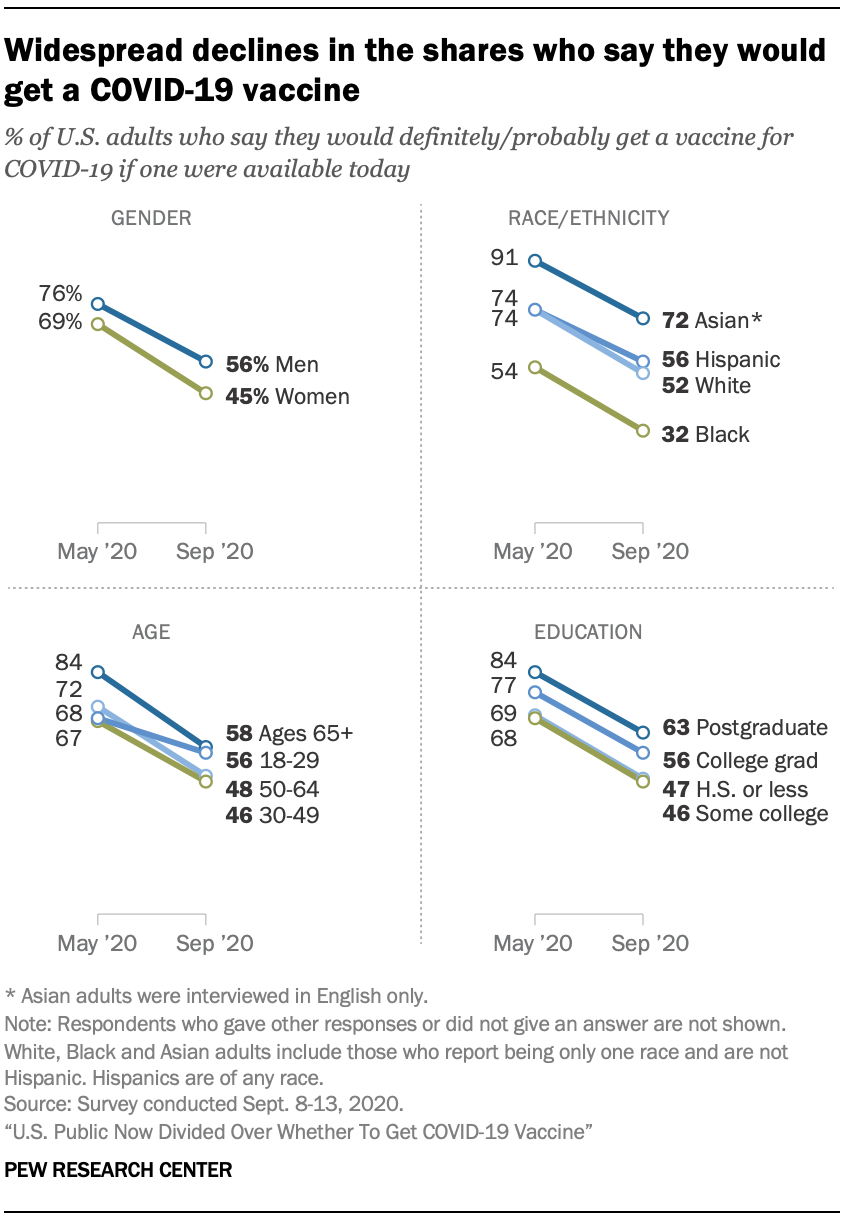 Widespread declines in the shares who say they would
get a COVID-19 vaccine
% of U.S. adults who say they would definitely/probably get a vaccine for
COVID-19 if one were available today
GENDER
76%
69%
56% Men
45% Women
May ’20 Sep ’20
RACE/ETHNICITY
91
74
74
54
72 Asian*
56 Hispanic
52 White
32 Black
May ’20 Sep ’20
AGE
84
72
68
67
58 Ages 65+
56 18-29
48 50-64
46 30-49
May ’20 Sep ’20
EDUCATION
84
77
69
68
63 Postgraduate
56 College grad
47 H.S. or less
46 Some college
May ’20 Sep ’20
* Asian adults were interviewed in English only.
Note: Respondents who gave other responses or did not give an answer are not shown.
White, Black and Asian adults include those who report being only one race and are not
Hispanic. Hispanics are of any race.
Source: Survey conducted Sept. 8-13, 2020.
“U.S. Public Now Divided Over Whether To Get COVID-19 Vaccine”
PEW RESEARCH CENTER